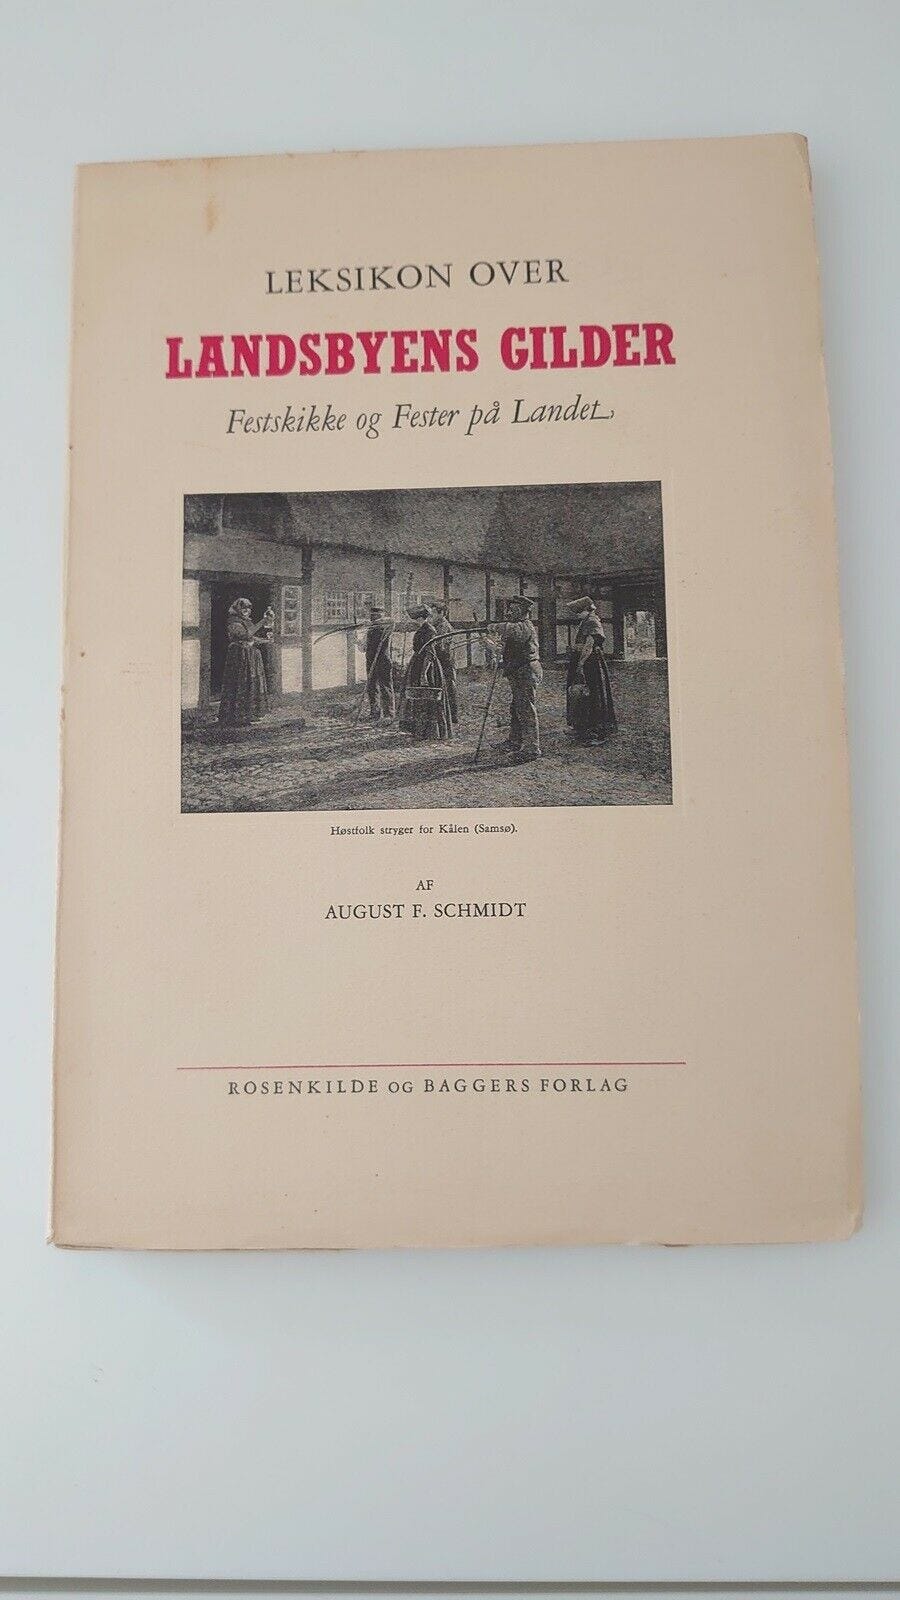 LEKSIKON OVER
LANDSBYENS GILDER
Festskikke og Fester på Landet
Høstfolk stryger for Kålen (Samsø).
AF
AUGUST F. SCHMIDT
ROSENKILDE OG BAGGERS FORLAG